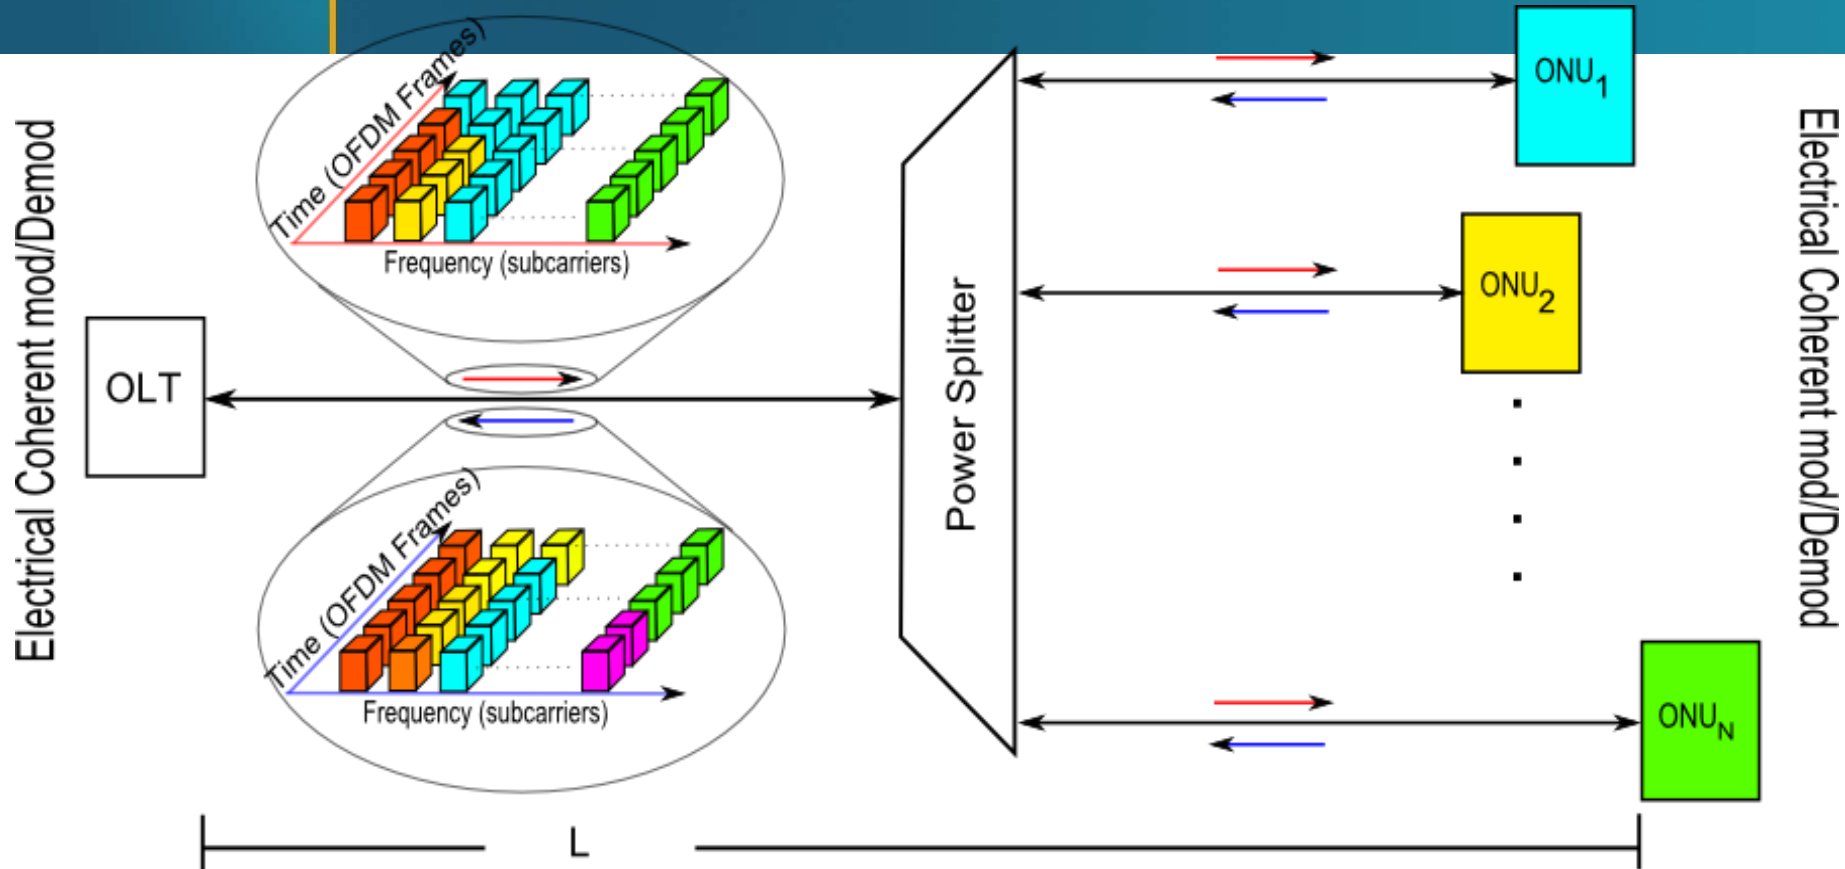 Electrical Coherent mod/Demod
OLT
Time (OFDM Frames)
Frequency (subcarriers)
Time (OFDM Frames)
Frequency (subcarriers)
Power Splitter
ONU1
ONU2
ONUN
Electrical Coherent mod/Demod
L